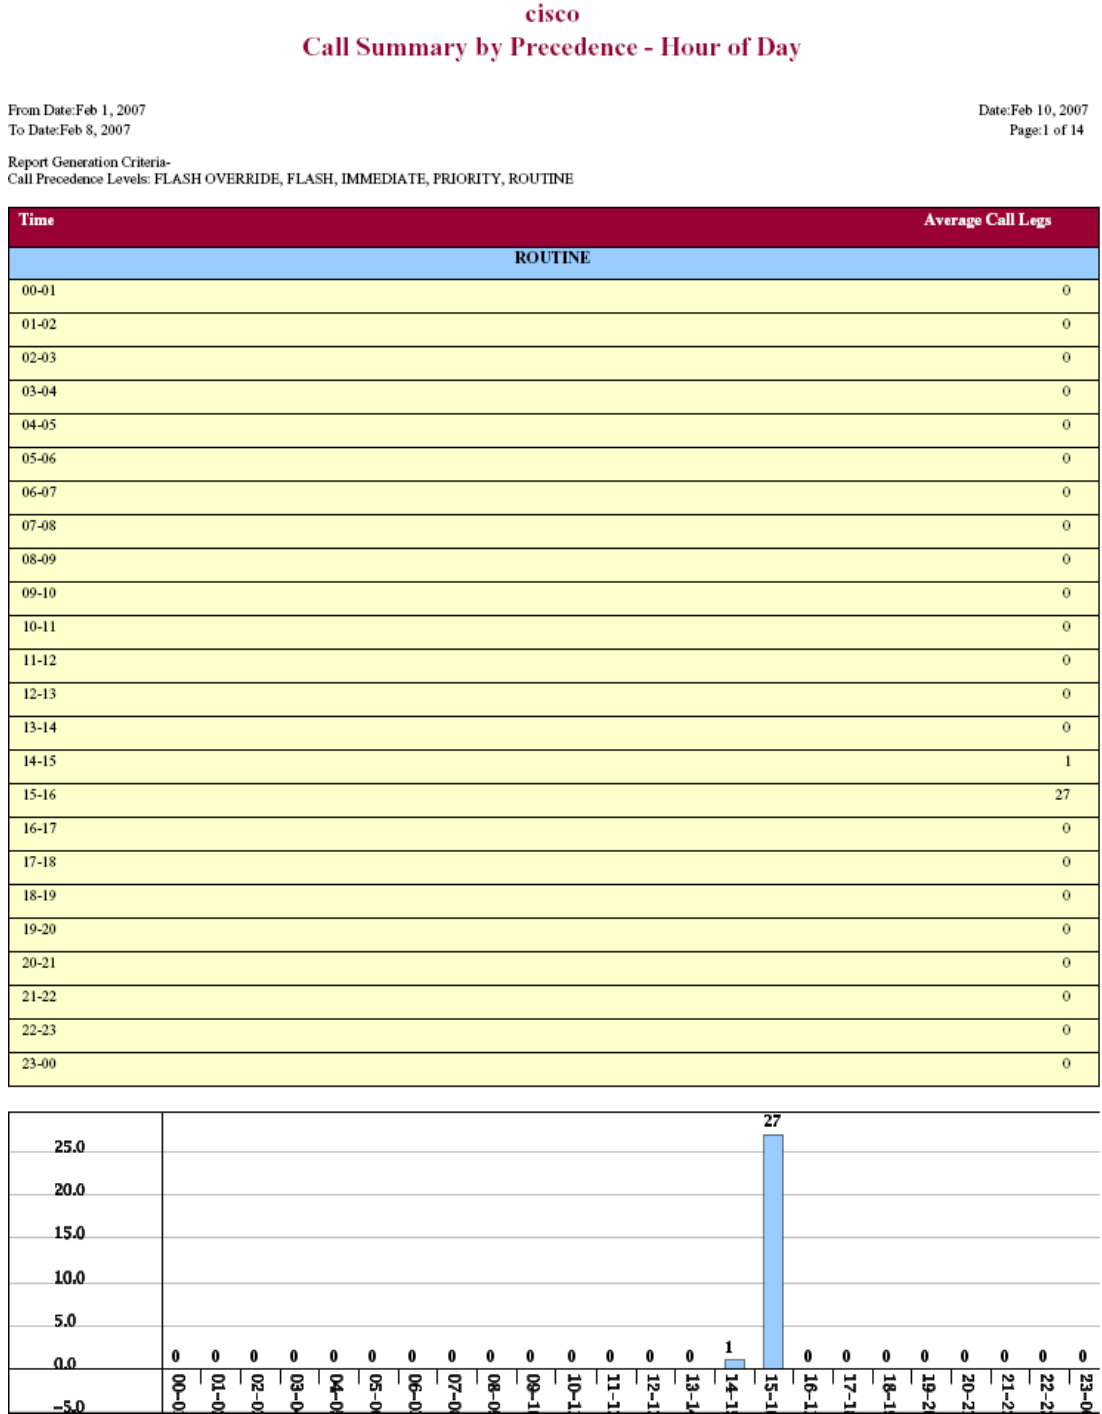 cisco
Call Summary by Precedence - Hour of Day
From Date:Feb 1, 2007
Date:Feb 10, 2007
To Date:Feb 8, 2007
Page:1 of 14
Report Generation Criteria-
Call Precedence Levels: FLASH OVERRIDE, FLASH, IMMEDIATE, PRIORITY, ROUTINE
Time Average Call Legs
ROUTINE
00-01 0
01-02 0
02-03 0
03-04 0
04-05 0
05-06 0
06-07 0
07-08 0
08-09 0
09-10 0
10-11 0
11-12 0
12-13 0
13-14 0
14-15 1
15-16 27
16-17 0
17-18 0
18-19 0
19-20 0
20-21 0
21-22 0
22-23 0
23-00 0
27
25.0
20.0
15.0
10.0
5.0
0 0 0 0 0 0 0 0 0 0 0 0 0 0 1 0 0 0 0 0 0 0 0
0.0
-5.0